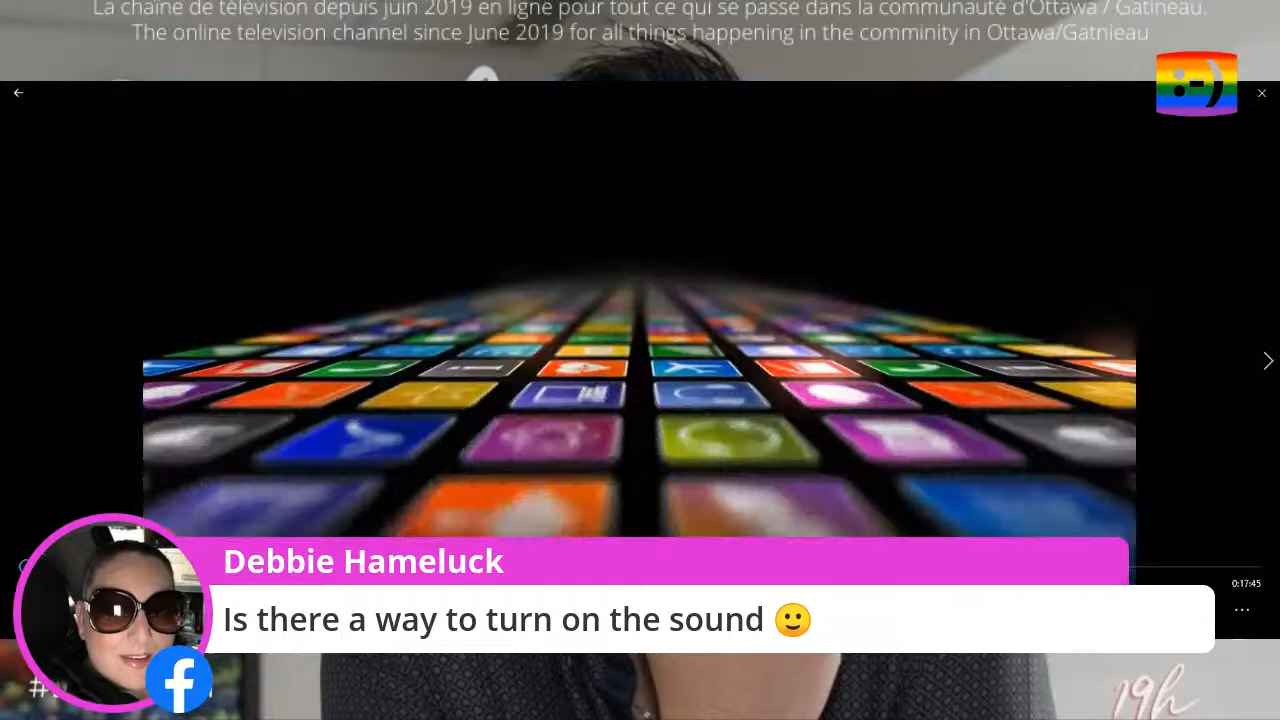 La chaîne de télévision depuis juin 2019 en ligne pour tout ce qui se passe dans la communauté d'Ottawa / Gatineau.
The online television channel since June 2019 for all things happening in the comminity in Ottawa/Gatnieau
:-)
Debbie Hameluck
0:17:45
Is there a way to turn on the sound 🙂
19h